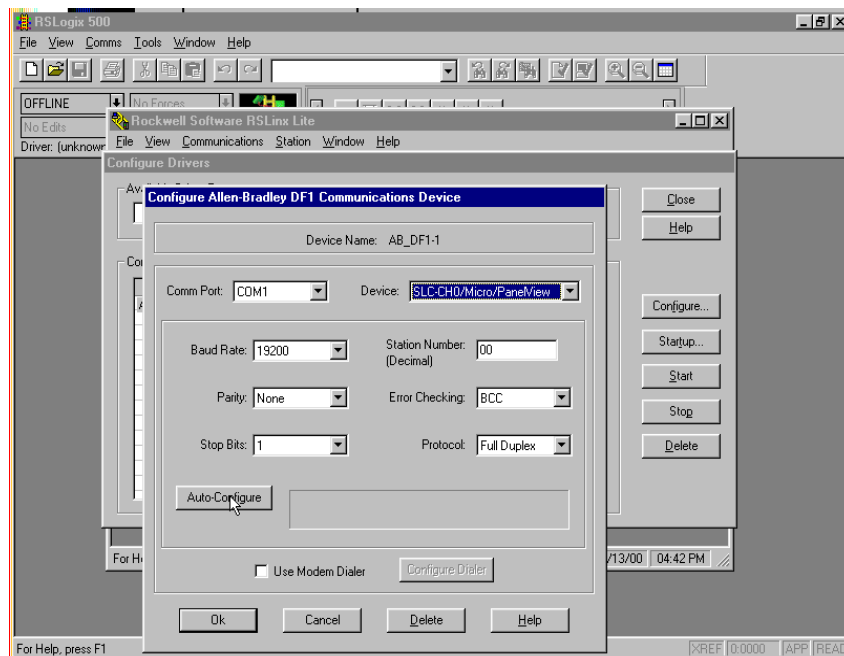 RSLogix 500
File View Comms Tools Window Help
OFFLINE
No Forces
No Edits
Driver: (unknown
Rockwell Software RSLinx Lite
File View Communications Station Window Help
Configure Drivers
Configure Allen-Bradley DF1 Communications Device
Device Name: AB_DF1-1
Comm Port: COM1
Device: SLC-CH0/Micro/PanelView
Baud Rate: 19200
Station Number: 00
(Decimal)
Parity: None
Error Checking: BCC
Stop Bits: 1
Protocol: Full Duplex
Auto-Configure
Use Modem Dialer
Configure Dialer
Ok
Cancel
Delete
Help
Close
Help
Configure...
Startup...
Start
Stop
Delete
For H
/13/00 04:42 PM
For Help, press F1
XREF 0:0000 APP READ